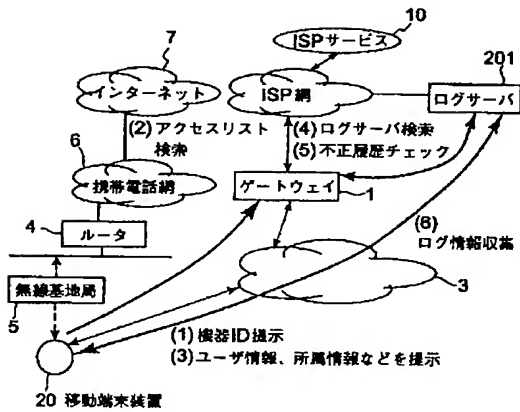 10
ISPサービス
7
201
インターネット
ISP網
ログサーバ
(2) アクセスリスト
検索
(4) ログサーバ検索
(5) 不正履歴チェック
6
携帯電話網
ゲートウェイ
1
4
ルータ
(6)
ログ情報収集
無線基地局
3
5
(1) 機器ID提示
(3) ユーザ情報、所属情報などを提示
20 移動端末装置